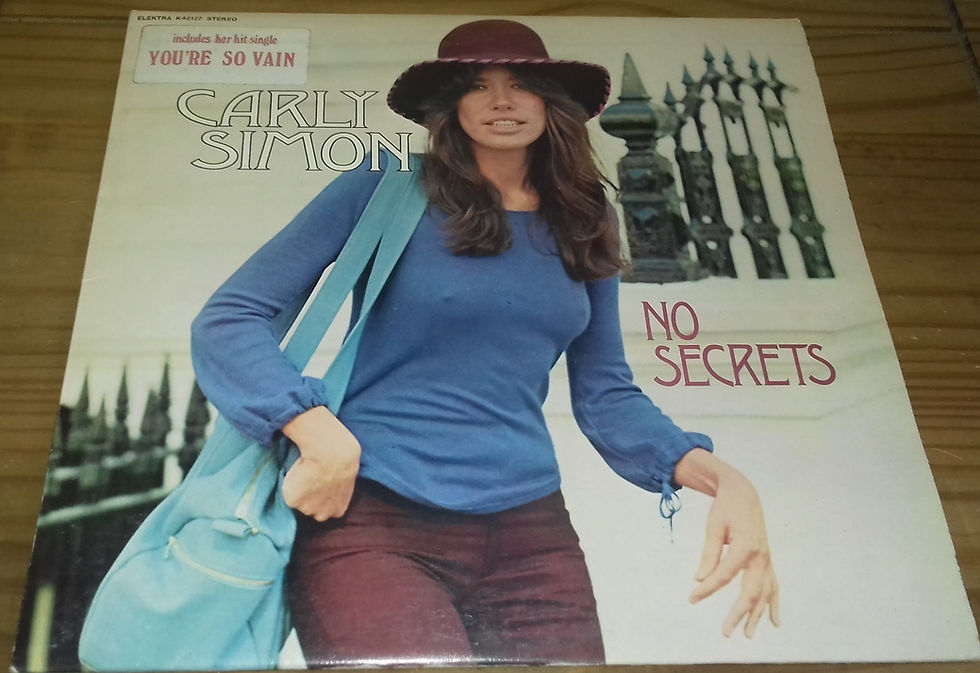 ELEKTRA K42127 STEREO
includes her hit single
YOU'RE SO VAIN
CARLY
SIMON
NO
SECRETS